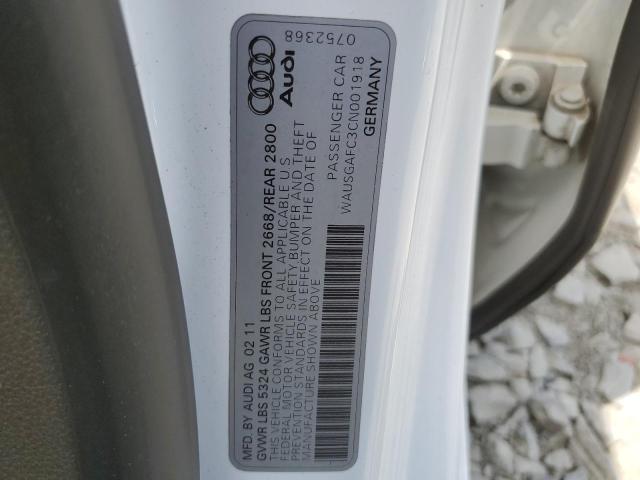 0752368
Audi
MFD. BY AUDI AG 02 11
GVWR LBS 5324 GAWR LBS FRONT 2668/REAR 2800
THIS VEHICLE CONFORMS TO ALL APPLICABLE U S
FEDERAL MOTOR VEHICLE SAFETY BUMPER AND THEFT
PREVENTION STANDARDS IN EFFECT ON THE DATE OF
MANUFACTURE SHOWN ABOVE
PASSENGER CAR
WAUSGAFC3CN001918
GERMANY